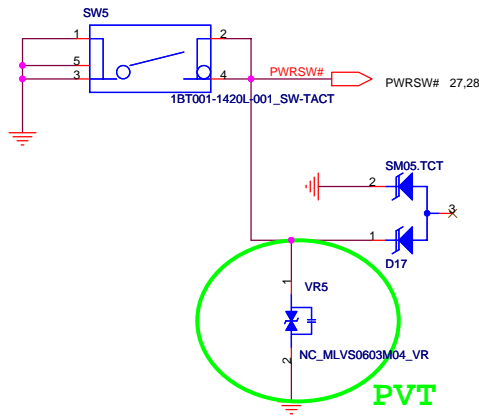 SW5
1 2
5
3 4
PWRSW#
PWRSW# 27,28
1BT001-1420L-001_SW-TACT
SM05.TCT
2
3
1
D17
1
VR5
NC_MLVS0603M04_VR
2
PVT